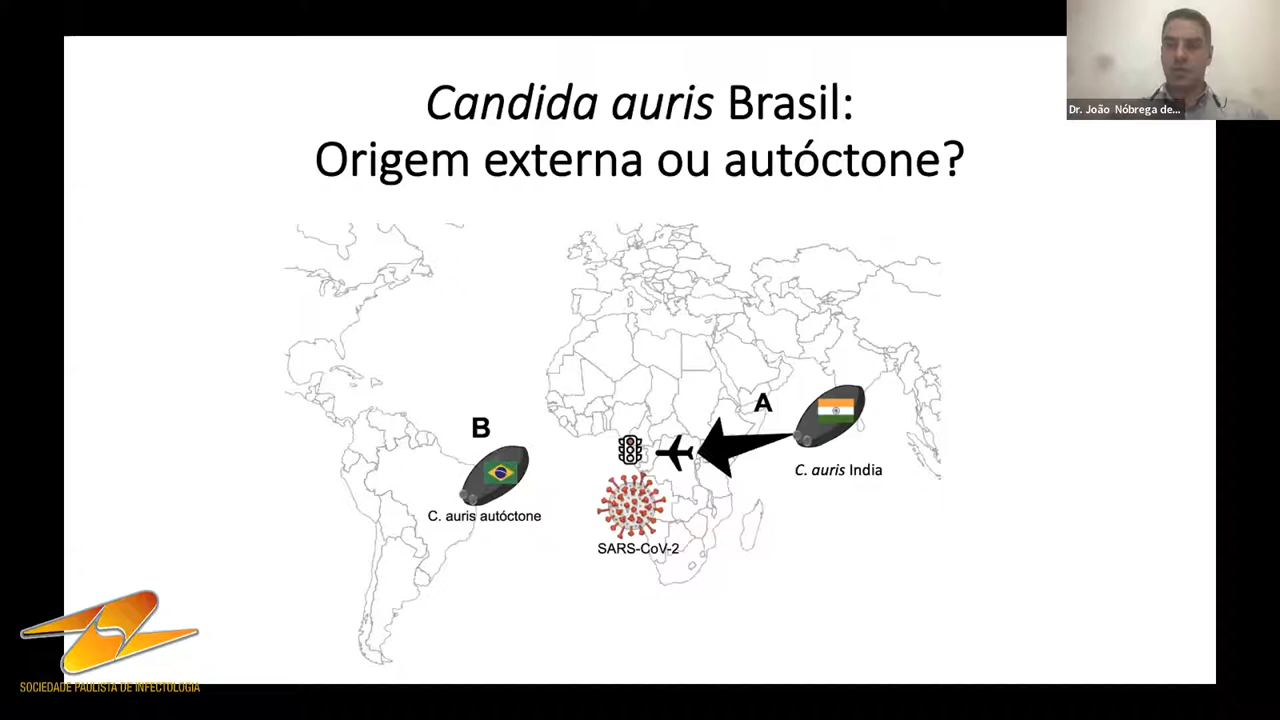 Candida auris Brasil:
Origem externa ou autóctone?
Dr. João Nóbrega de...
A
B
C. auris India
C. auris autóctone
SARS-CoV-2
SOCIEDADE PAULISTA DE INFECTOLOGIA